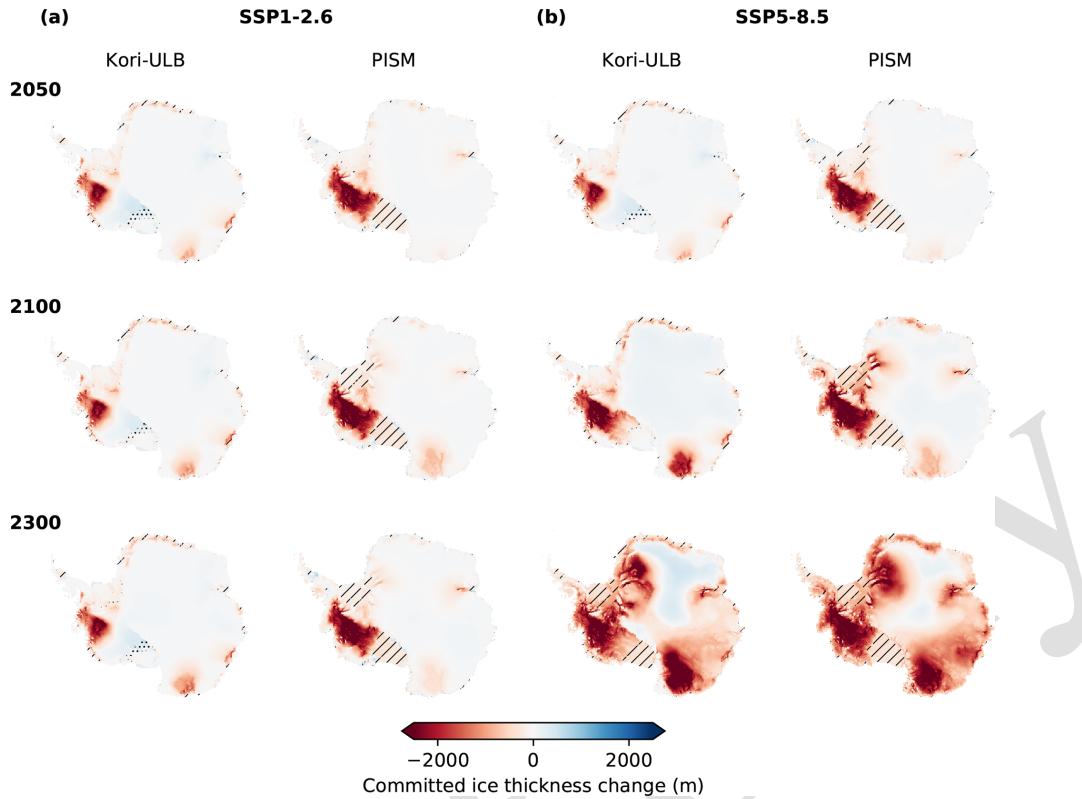 (a) SSP1-2.6 (b) SSP5-8.5
Kori-ULB PISM Kori-ULB PISM
2050
2100
2300
−2000 0 2000
Committed ice thickness change (m)
y